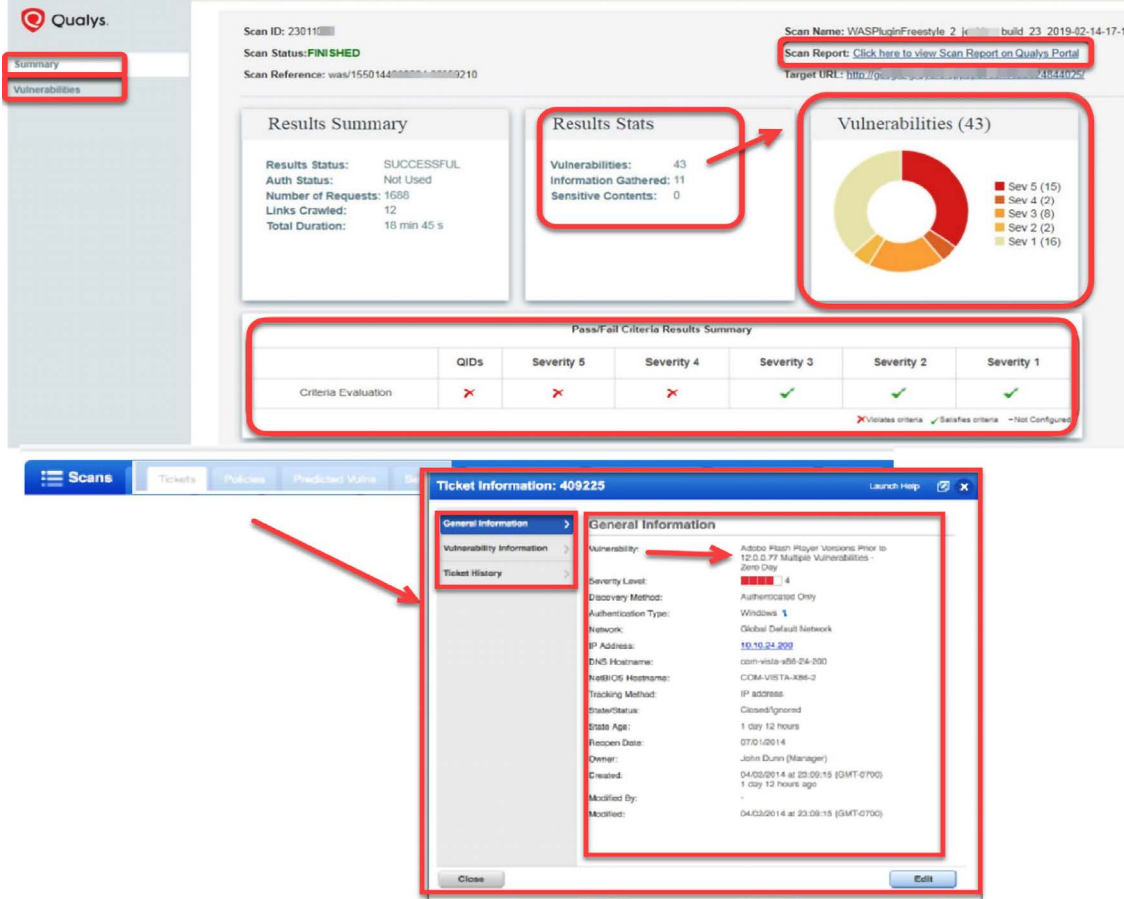 Qualys.
Summary
Vulnerabilities
Scan ID: 23011
Scan Status:FINISHED
Scan Reference: was/1550144 9210
Scan Name: WASPluginFreestyle_2_je build_23_2019-02-14-17-1
Scan Report: Click here to view Scan Report on Qualys Portal
Target URL: 24844025/
Results Summary
Results Status: SUCCESSFUL
Auth Status: Not Used
Number of Requests: 1688
Links Crawled: 12
Total Duration: 18 min 45 s
Results Stats
Vulnerabilities: 43
Information Gathered: 11
Sensitive Contents: 0
Vulnerabilities (43)
Sev 5 (15)
Sev 4 (2)
Sev 3 (8)
Sev 2 (2)
Sev 1 (16)
Pass/Fail Criteria Results Summary
QIDs Severity 5 Severity 4 Severity 3 Severity 2 Severity 1
Criteria Evaluation ✗ ✗ ✗ ✓ ✓ ✓
✗Violates criteria ✓Satisfies criteria -Not Configured
Scans Tickets Policies Predicted Vulns
Ticket Information: 409225 Launch Help
General Information
Vulnerability Information
Ticket History
General Information
Vulnerability: Adobe Flash Player Versions Prior to
12.0.0.77 Multiple Vulnerabilities -
Zero Day
Severity Level: 4
Discovery Method: Authenticated Only
Authentication Type: Windows
Network: Global Default Network
IP Address: 10.10.24.200
DNS Hostname: com-vista-x86-24-200
NetBIOS Hostname: COM-VISTA-X86-2
Tracking Method: IP address
State/Status: Closed/Ignored
State Age: 1 day 12 hours
Reopen Date: 07/01/2014
Owner: John Dunn (Manager)
Created: 04/02/2014 at 23:09:15 (GMT-0700)
1 day 12 hours ago
Modified By: -
Modified: 04/02/2014 at 23:09:15 (GMT-0700)
Close Edit